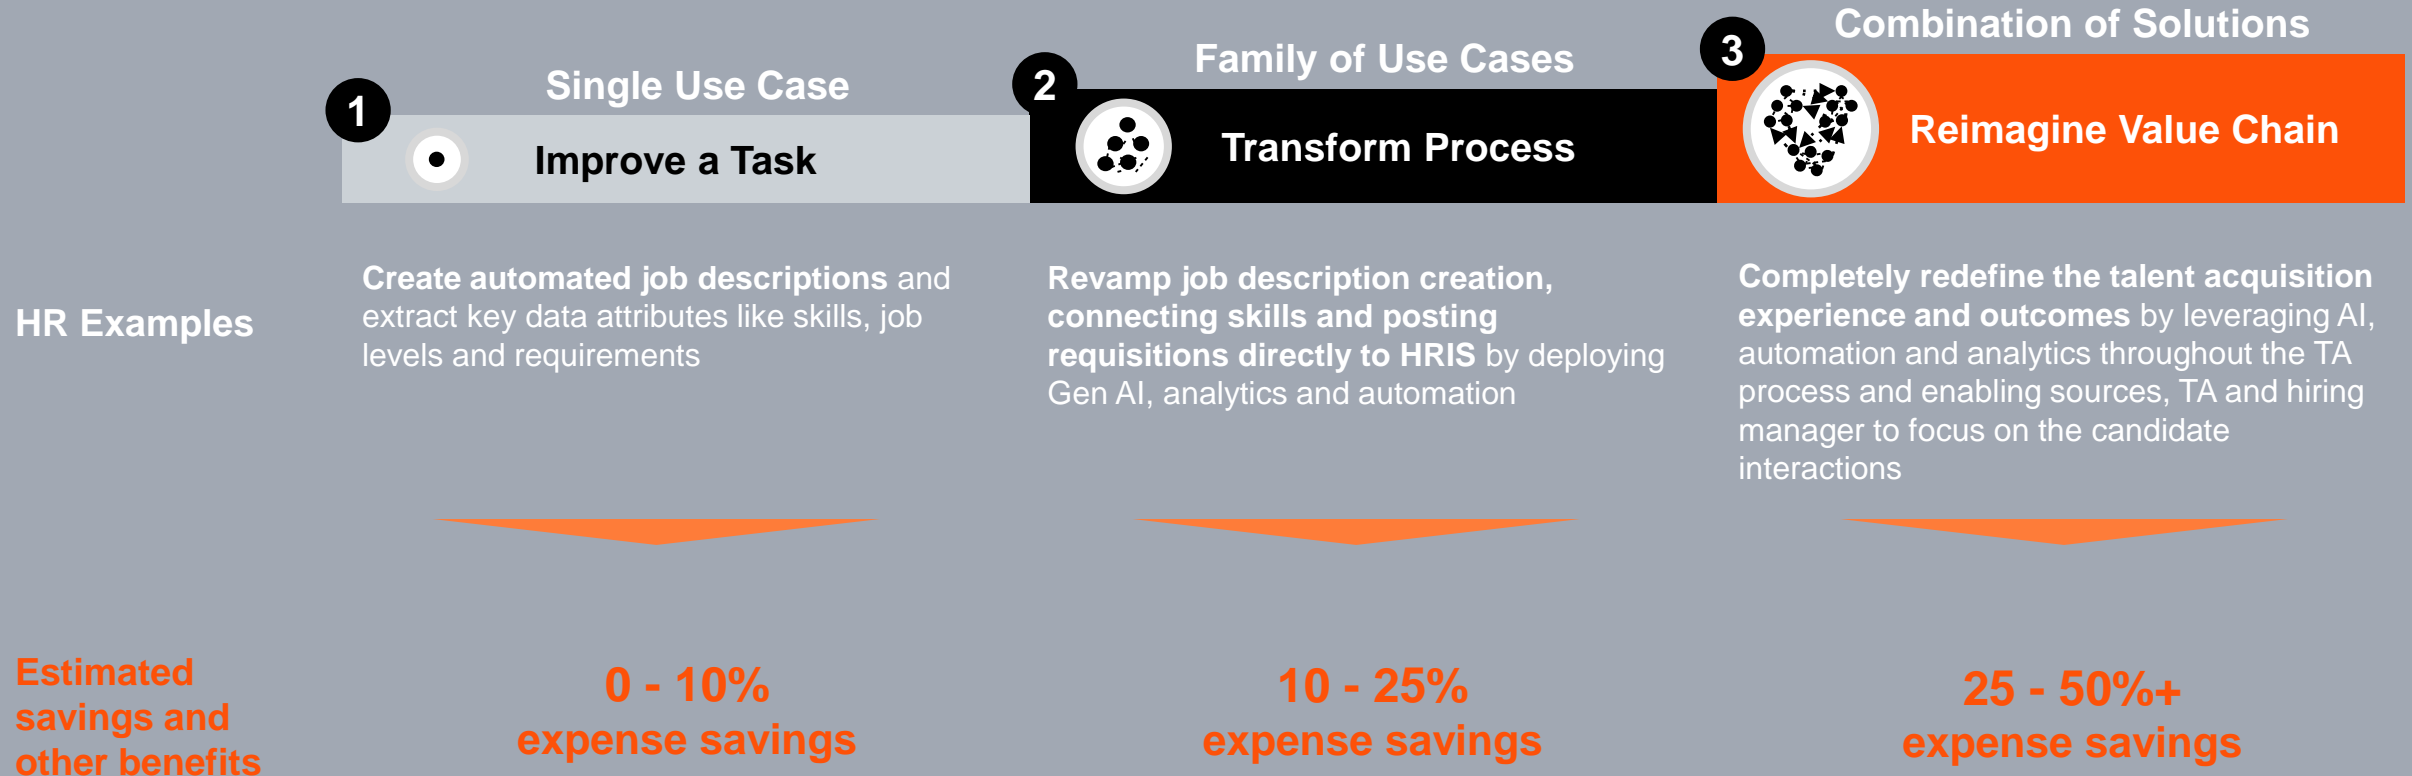 1
Single Use Case
Improve a Task
2
Family of Use Cases
Transform Process
3
Combination of Solutions
Reimagine Value Chain
HR Examples
Create automated job descriptions and
extract key data attributes like skills, job
levels and requirements
Revamp job description creation,
connecting skills and posting
requisitions directly to HRIS by deploying
Gen AI, analytics and automation
Completely redefine the talent acquisition
experience and outcomes by leveraging AI,
automation and analytics throughout the TA
process and enabling sources, TA and hiring
manager to focus on the candidate
interactions
Estimated
savings and
other benefits
0 - 10%
expense savings
10 - 25%
expense savings
25 - 50%+
expense savings